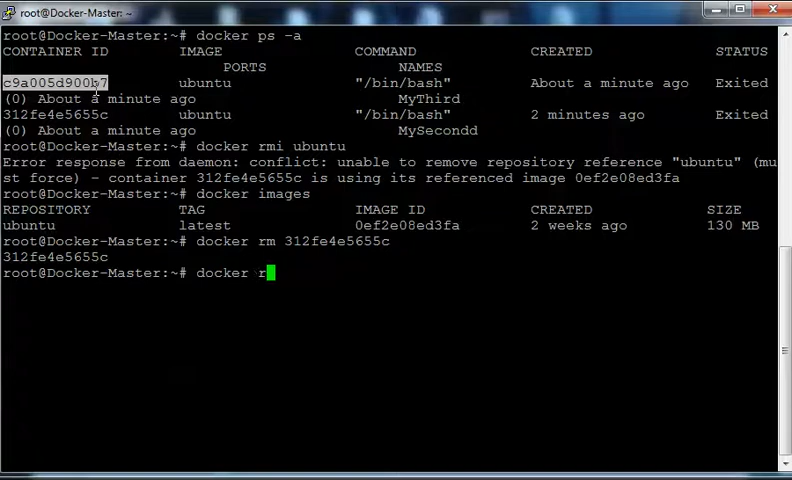 root@Docker-Master: ~
root@Docker-Master:~# docker ps -a
CONTAINER ID        IMAGE               COMMAND             CREATED             STATUS
PORTS               NAMES
c9a005d900b7        ubuntu              "/bin/bash"         About a minute ago   Exited
(0) About a minute ago                       MyThird
312fe4e5655c        ubuntu              "/bin/bash"         2 minutes ago       Exited
(0) About a minute ago                       MySecondd
root@Docker-Master:~# docker rmi ubuntu
Error response from daemon: conflict: unable to remove repository reference "ubuntu" (mu
st force) - container 312fe4e5655c is using its referenced image 0ef2e08ed3fa
root@Docker-Master:~# docker images
REPOSITORY          TAG                 IMAGE ID            CREATED             SIZE
ubuntu              latest              0ef2e08ed3fa        2 weeks ago         130 MB
root@Docker-Master:~# docker rm 312fe4e5655c
312fe4e5655c
root@Docker-Master:~# docker r